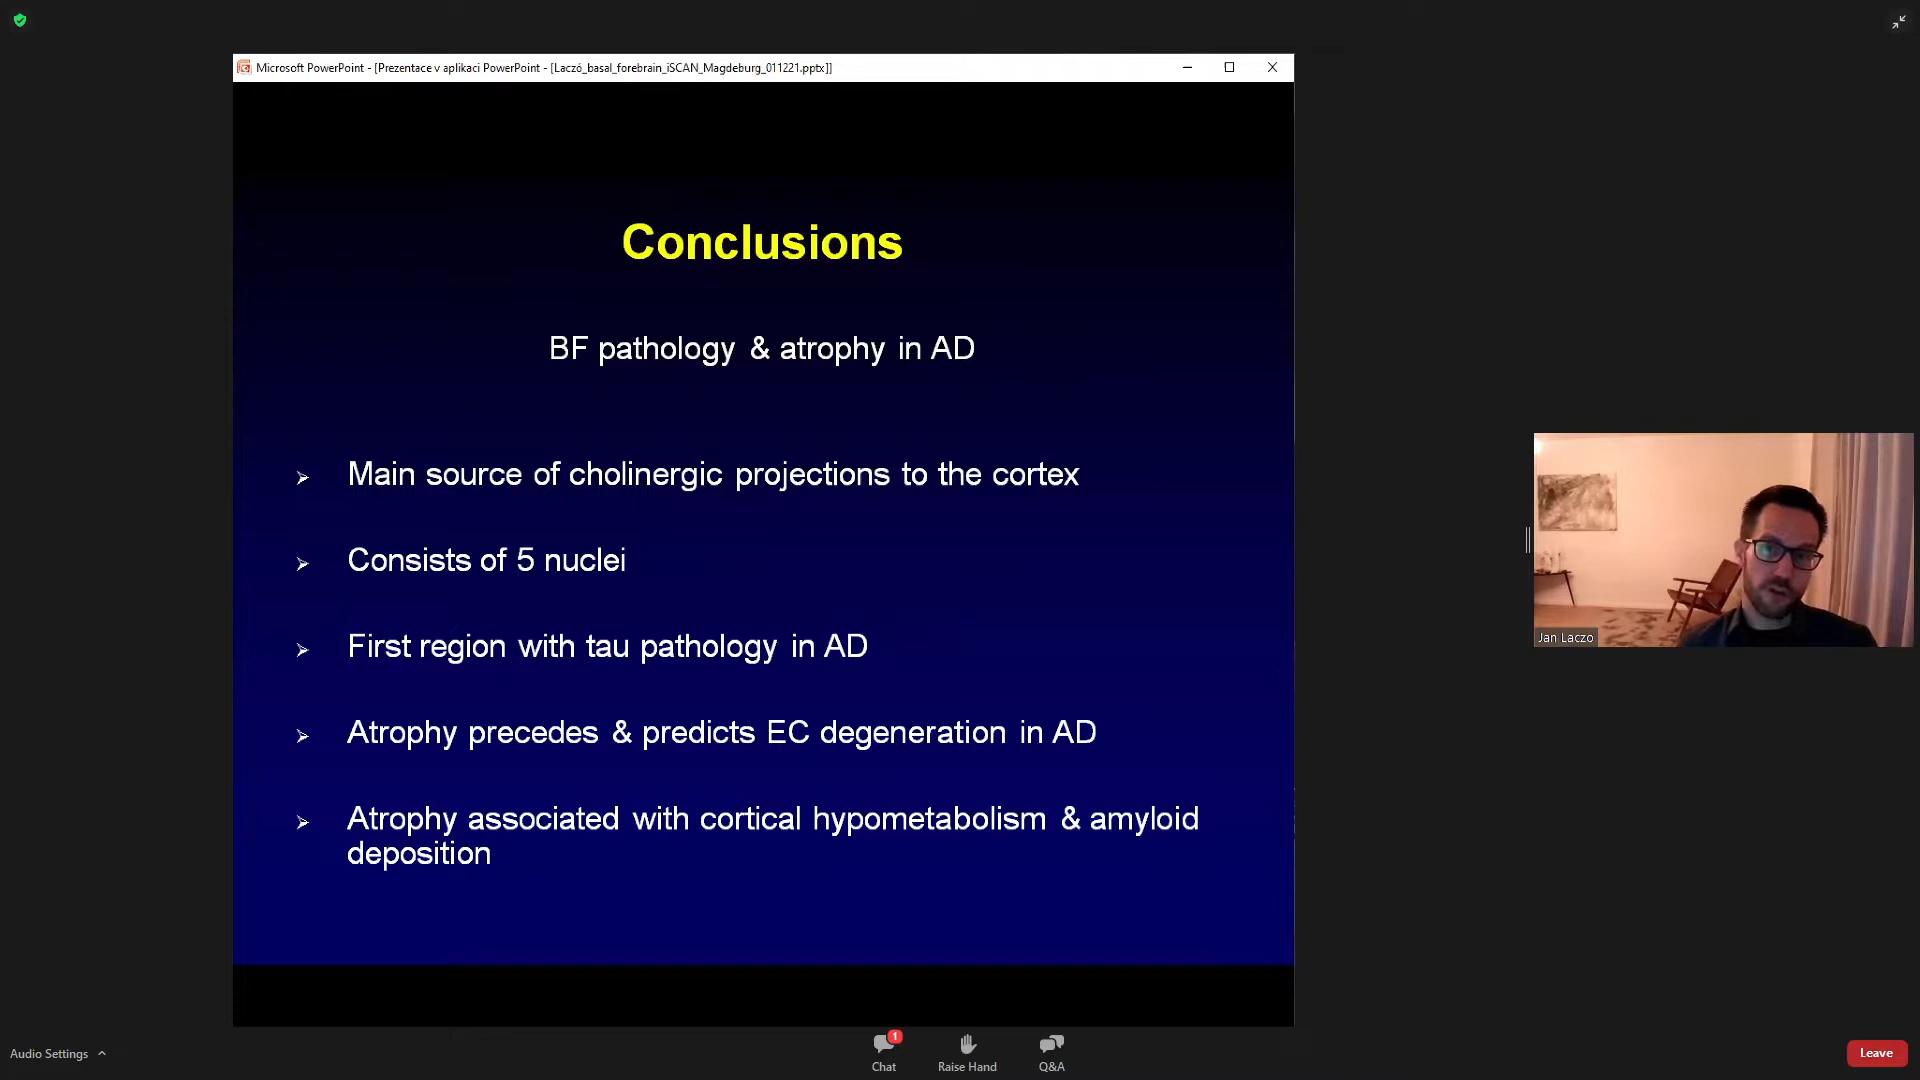 Microsoft PowerPoint - [Prezentace v aplikaci PowerPoint - [Laczó_basal_forebrain_iSCAN_Magdeburg_011221.pptx]]
Conclusions
BF pathology & atrophy in AD
➢ Main source of cholinergic projections to the cortex
➢ Consists of 5 nuclei
➢ First region with tau pathology in AD
➢ Atrophy precedes & predicts EC degeneration in AD
➢ Atrophy associated with cortical hypometabolism & amyloid
deposition
Jan Laczo
Audio Settings
1
Chat
Raise Hand
Q&A
Leave